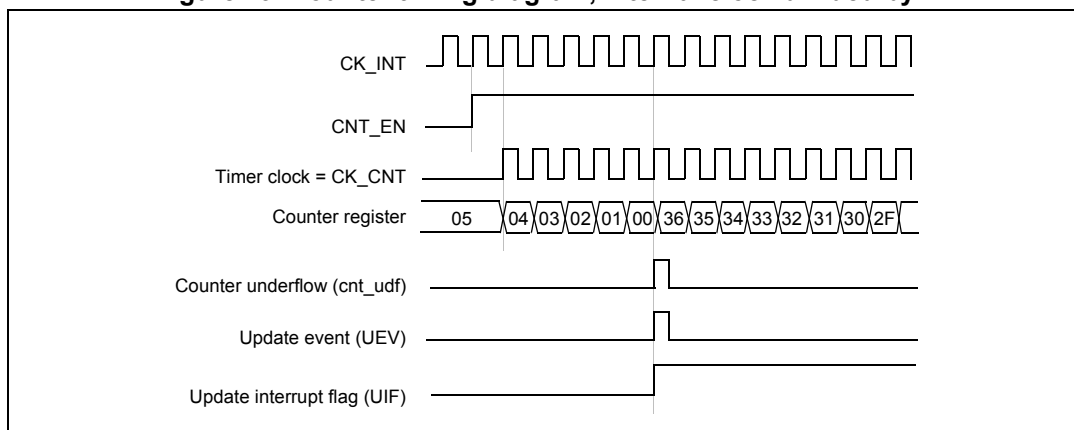 CK_INT
CNT_EN
Timer clock = CK_CNT
Counter register 05 04 03 02 01 00 36 35 34 33 32 31 30 2F
Counter underflow (cnt_udf)
Update event (UEV)
Update interrupt flag (UIF)